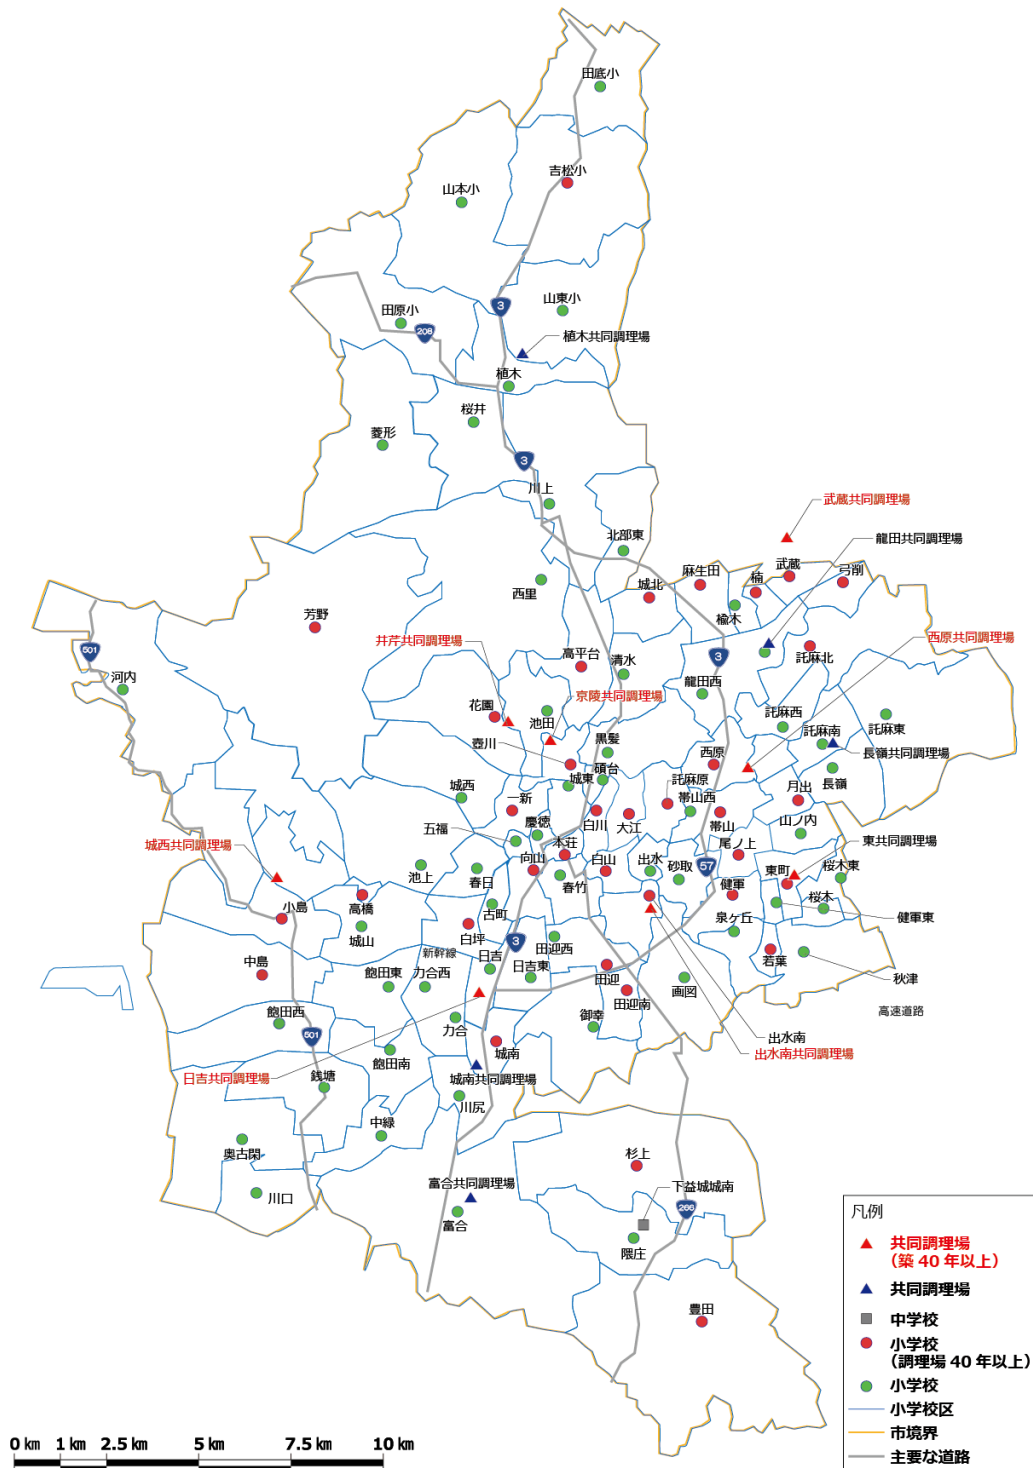 田底小
吉松小
山本小
山東小
田原小
3
208
植木共同調理場
植木
桜井
菱形
3
川上
武蔵共同調理場
龍田共同調理場
北部東
麻生田
武蔵
弓削
楠
城北
西里
楡木
芳野
井芹共同調理場
西原共同調理場
501
高平台
清水
3
託麻北
河内
京陵共同調理場
龍田西
花園
池田
託麻西
託麻東
託麻南
壺川
黒髪
西原
長嶺共同調理場
碩台
城東
託麻原
長嶺
月出
城西
一新
帯山西
慶徳
白川
大江
帯山
山ノ内
五福
本荘
尾ノ上
東共同調理場
城西共同調理場
向山
白山
出水
砂取
57
東町
桜木東
池上
春日
春竹
健軍
高橋
古町
桜木
小島
城山
白坪
3
泉ヶ丘
健軍東
新幹線
田迎西
中島
日吉
日吉東
若葉
飽田東
力合西
田迎
画図
秋津
田迎南
飽田西
高速道路
力合
御幸
501
城南
出水南
飽田南
出水南共同調理場
日吉共同調理場
銭塘
城南共同調理場
川尻
中緑
奥古閑
杉上
川口
富合共同調理場
下益城城南
富合
266
隈庄
豊田
凡例
共同調理場
（築 40 年以上）
共同調理場
中学校
小学校
（調理場 40 年以上）
小学校
小学校区
市境界
主要な道路
0 km 1 km 2.5 km 5 km 7.5 km 10 km